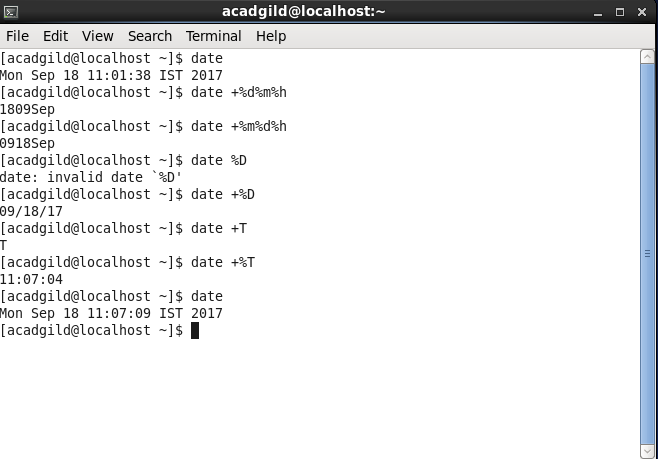 acadgild@localhost:~
File Edit View Search Terminal Help
[acadgild@localhost ~]$ date
Mon Sep 18 11:01:38 IST 2017
[acadgild@localhost ~]$ date +%d%m%h
1809Sep
[acadgild@localhost ~]$ date +%m%d%h
0918Sep
[acadgild@localhost ~]$ date %D
date: invalid date `%D'
[acadgild@localhost ~]$ date +%D
09/18/17
[acadgild@localhost ~]$ date +T
T
[acadgild@localhost ~]$ date +%T
11:07:04
[acadgild@localhost ~]$ date
Mon Sep 18 11:07:09 IST 2017
[acadgild@localhost ~]$